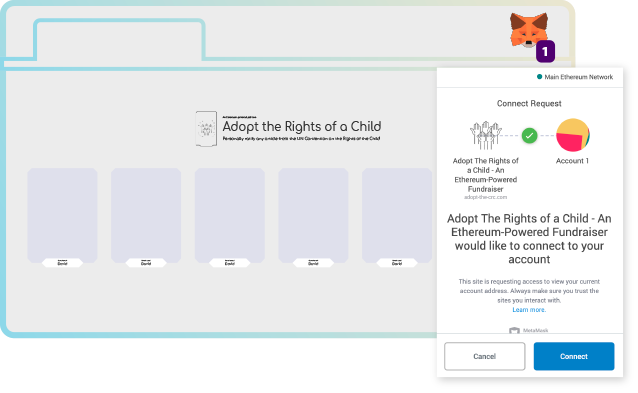 1
Main Ethereum Network
Connect Request
Adopt The Rights of
a Child - An
Ethereum-Powered
Fundraiser
adopt-the-crc.com
Account 1
Adopt the Rights of a Child
Personally ratify any article from the UN Convention on the Rights of the Child
Adopt The Rights of a Child - An
Ethereum-Powered Fundraiser
would like to connect to your
account
This site is requesting access to view your current
account address. Always make sure you trust the
sites you interact with.
Learn more.
MetaMask
Cancel
Connect
David
David
David
David
David